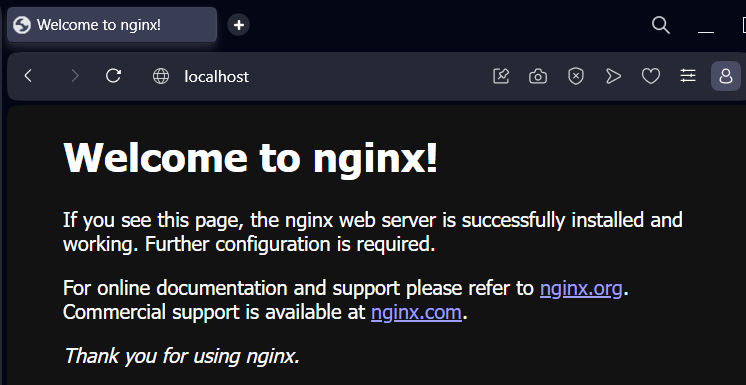 Welcome to nginx!
localhost
Welcome to nginx!
If you see this page, the nginx web server is successfully installed and
working. Further configuration is required.
For online documentation and support please refer to nginx.org.
Commercial support is available at nginx.com.
Thank you for using nginx.